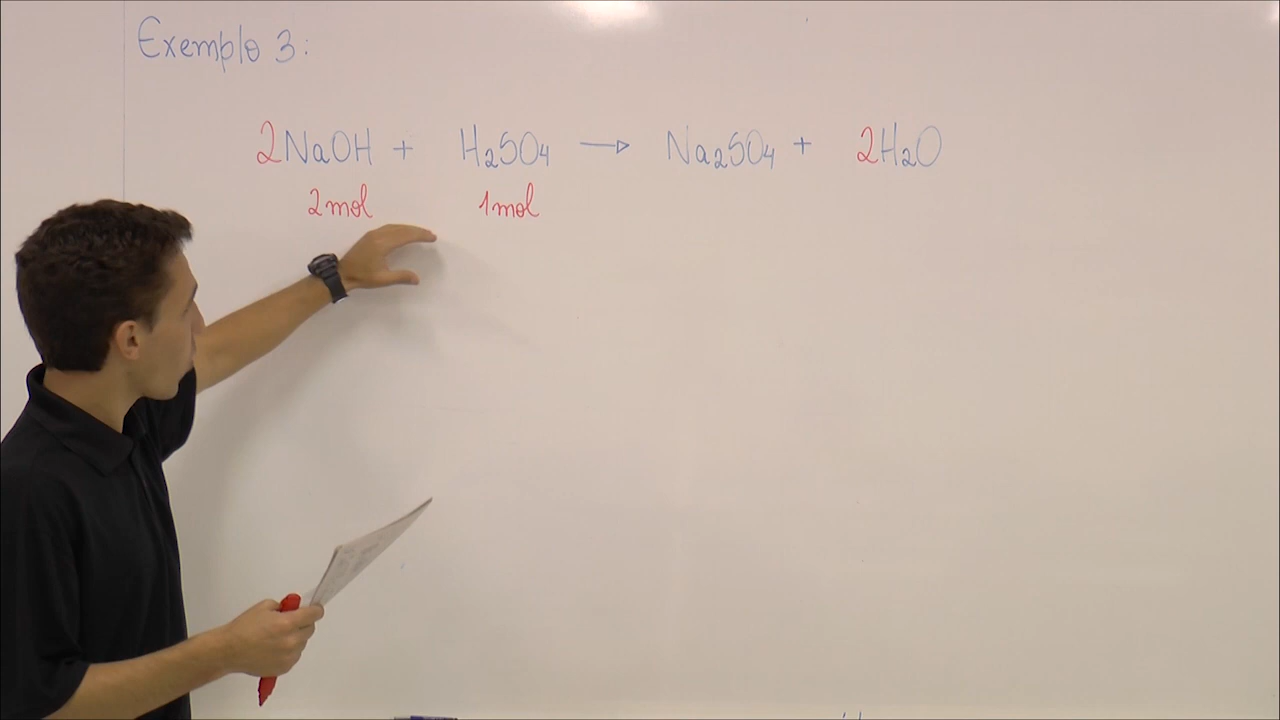 Exemplo 3:
2NaOH + H₂SO₄ → Na₂SO₄ + 2H₂O
2mol 1mol